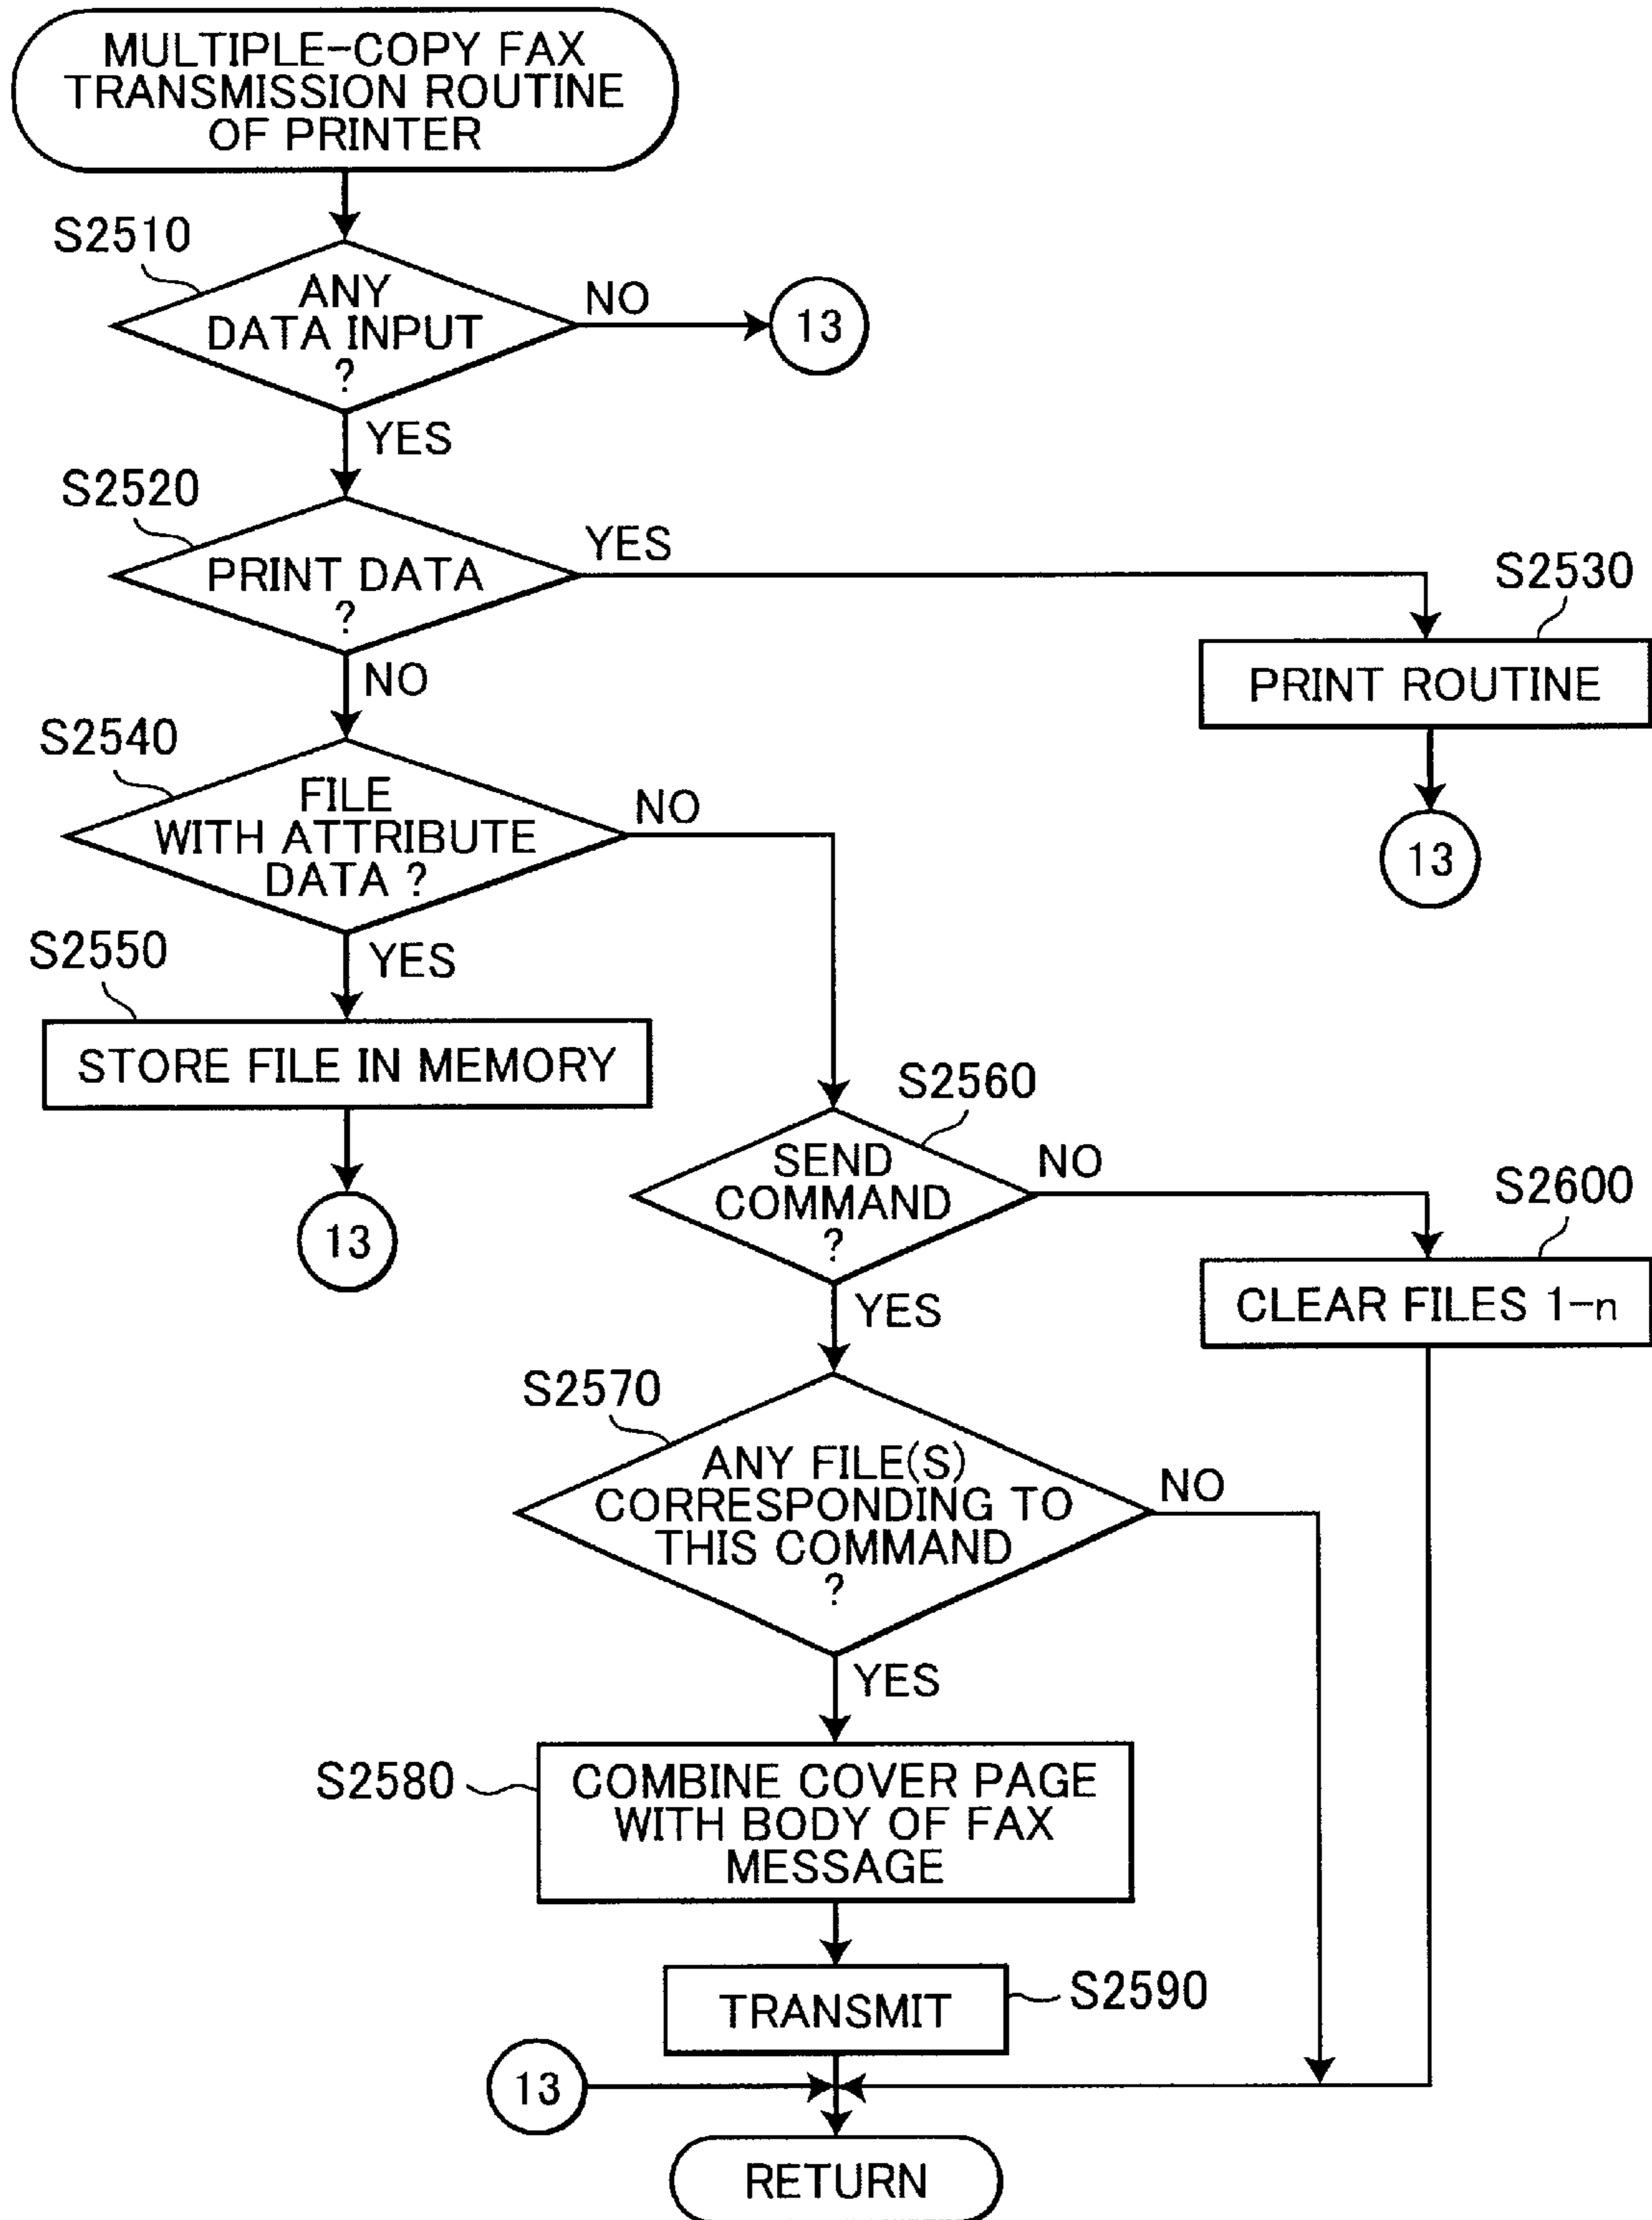 MULTIPLE-COPY FAX
TRANSMISSION ROUTINE
OF PRINTER
S2510
ANY
DATA INPUT
?
NO
13
YES
S2520
PRINT DATA
?
YES
S2530
PRINT ROUTINE
13
NO
S2540
FILE
WITH ATTRIBUTE
DATA ?
NO
YES
S2550
STORE FILE IN MEMORY
13
S2560
SEND
COMMAND
?
NO
S2600
CLEAR FILES 1-n
YES
S2570
ANY FILE(S)
CORRESPONDING TO
THIS COMMAND
?
NO
YES
S2580
COMBINE COVER PAGE
WITH BODY OF FAX
MESSAGE
TRANSMIT
S2590
13
RETURN